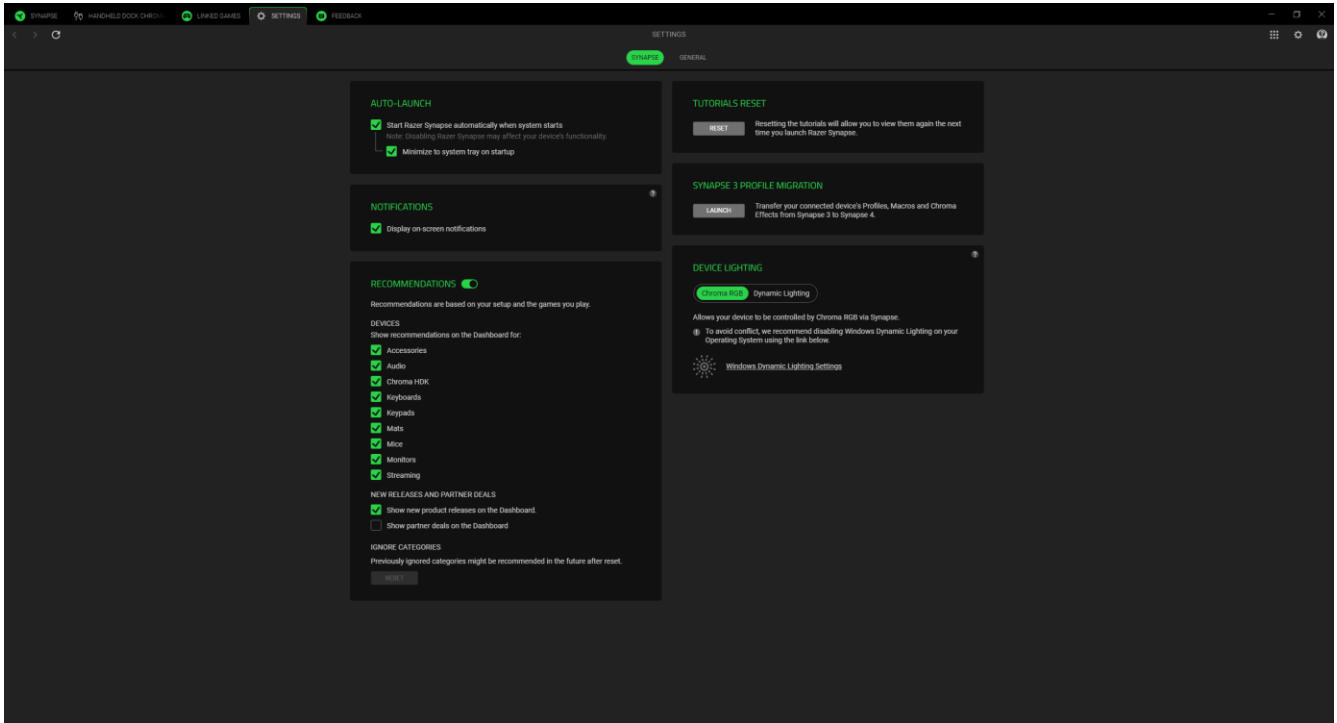 SYNAPSE
HANDHELD DOCK CHROM
LINKED GAMES
SETTINGS
FEEDBACK
SETTINGS
SYNAPSE
GENERAL
AUTO-LAUNCH
Start Razer Synapse automatically when system starts
Note: Disabling Razer Synapse may affect your device's functionality.
Minimize to system tray on startup
NOTIFICATIONS
Display on-screen notifications
RECOMMENDATIONS
Recommendations are based on your setup and the games you play.
DEVICES
Show recommendations on the Dashboard for:
Accessories
Audio
Chroma HDK
Keyboards
Keypads
Mats
Mice
Monitors
Streaming
NEW RELEASES AND PARTNER DEALS
Show new product releases on the Dashboard.
Show partner deals on the Dashboard
IGNORE CATEGORIES
Previously ignored categories might be recommended in the future after reset.
RESET
TUTORIALS RESET
RESET
Resetting the tutorials will allow you to view them again the next
time you launch Razer Synapse.
SYNAPSE 3 PROFILE MIGRATION
LAUNCH
Transfer your connected device's Profiles, Macros and Chroma
Effects from Synapse 3 to Synapse 4.
DEVICE LIGHTING
Chroma RGB
Dynamic Lighting
Allows your device to be controlled by Chroma RGB via Synapse.
To avoid conflict, we recommend disabling Windows Dynamic Lighting on your
Operating System using the link below.
Windows Dynamic Lighting Settings